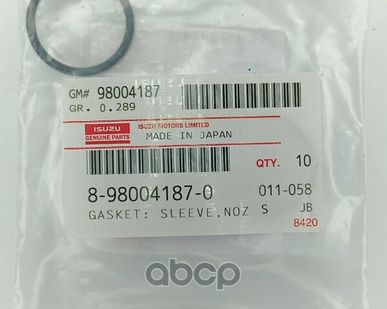 GM# 98004187
GR. 0.289
ISUZU
GENUINE PARTS
ISUZU MOTORS LIMITED
MADE IN JAPAN
QTY. 10
8-98004187-0 011-058
GASKET: SLEEVE,NOZ S JB
8420
abcp